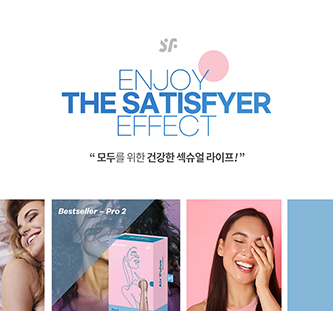 SF
ENJOY
THE SATISFYER
EFFECT
“ 모두를 위한 건강한 섹슈얼 라이프! ”
Bestseller – Pro 2